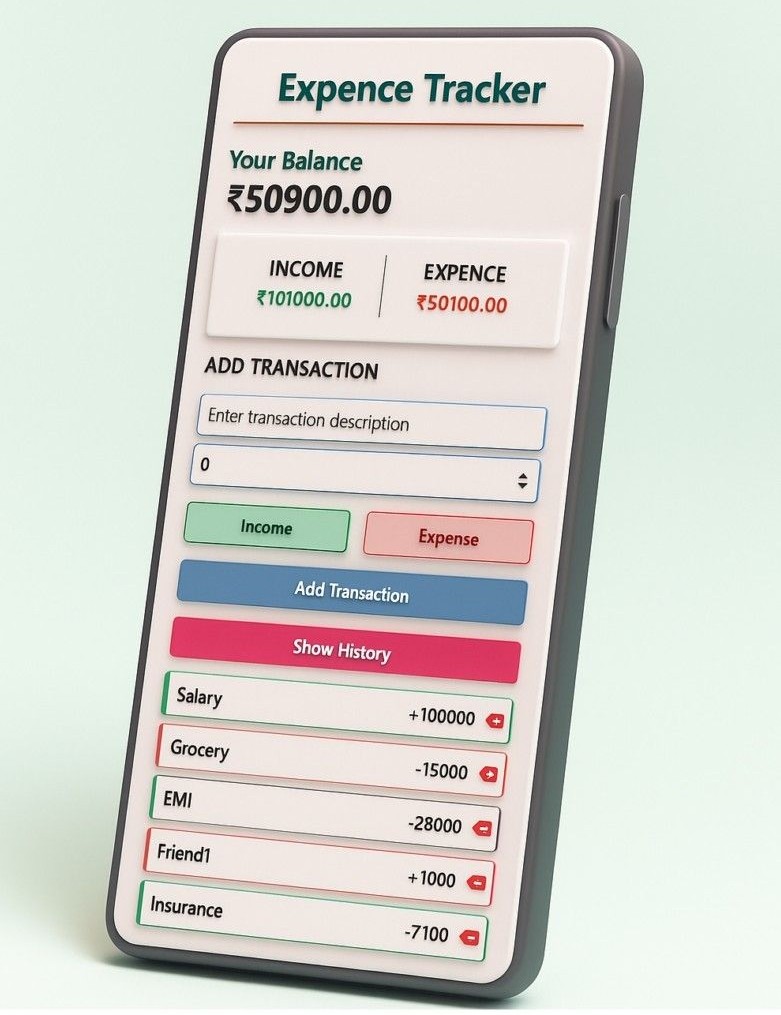 Expence Tracker
Your Balance
₹50900.00
INCOME EXPENCE
₹101000.00 ₹50100.00
ADD TRANSACTION
Enter transaction description
0
Income Expense
Add Transaction
Show History
Salary +100000
Grocery -15000
EMI -28000
Friend1 +1000
Insurance -7100